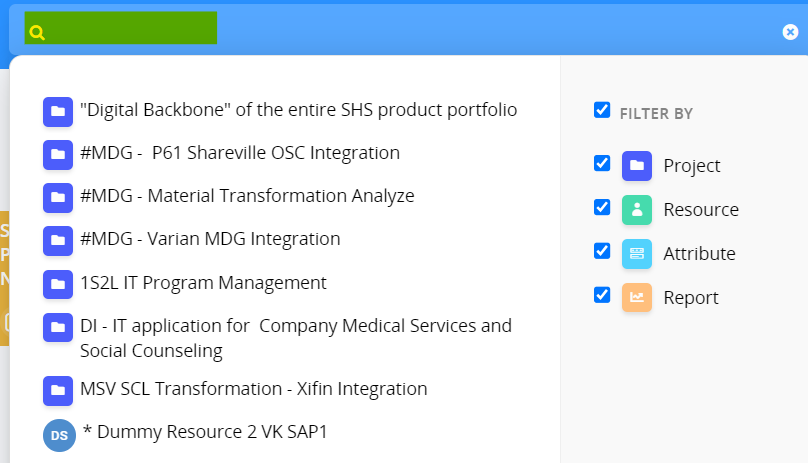 "Digital Backbone" of the entire SHS product portfolio
#MDG -  P61 Shareville OSC Integration
#MDG - Material Transformation Analyze
#MDG - Varian MDG Integration
1S2L IT Program Management
DI - IT application for  Company Medical Services and
Social Counseling
MSV SCL Transformation - Xifin Integration
DS
* Dummy Resource 2 VK SAP1
FILTER BY
Project
Resource
Attribute
Report
S
P
N